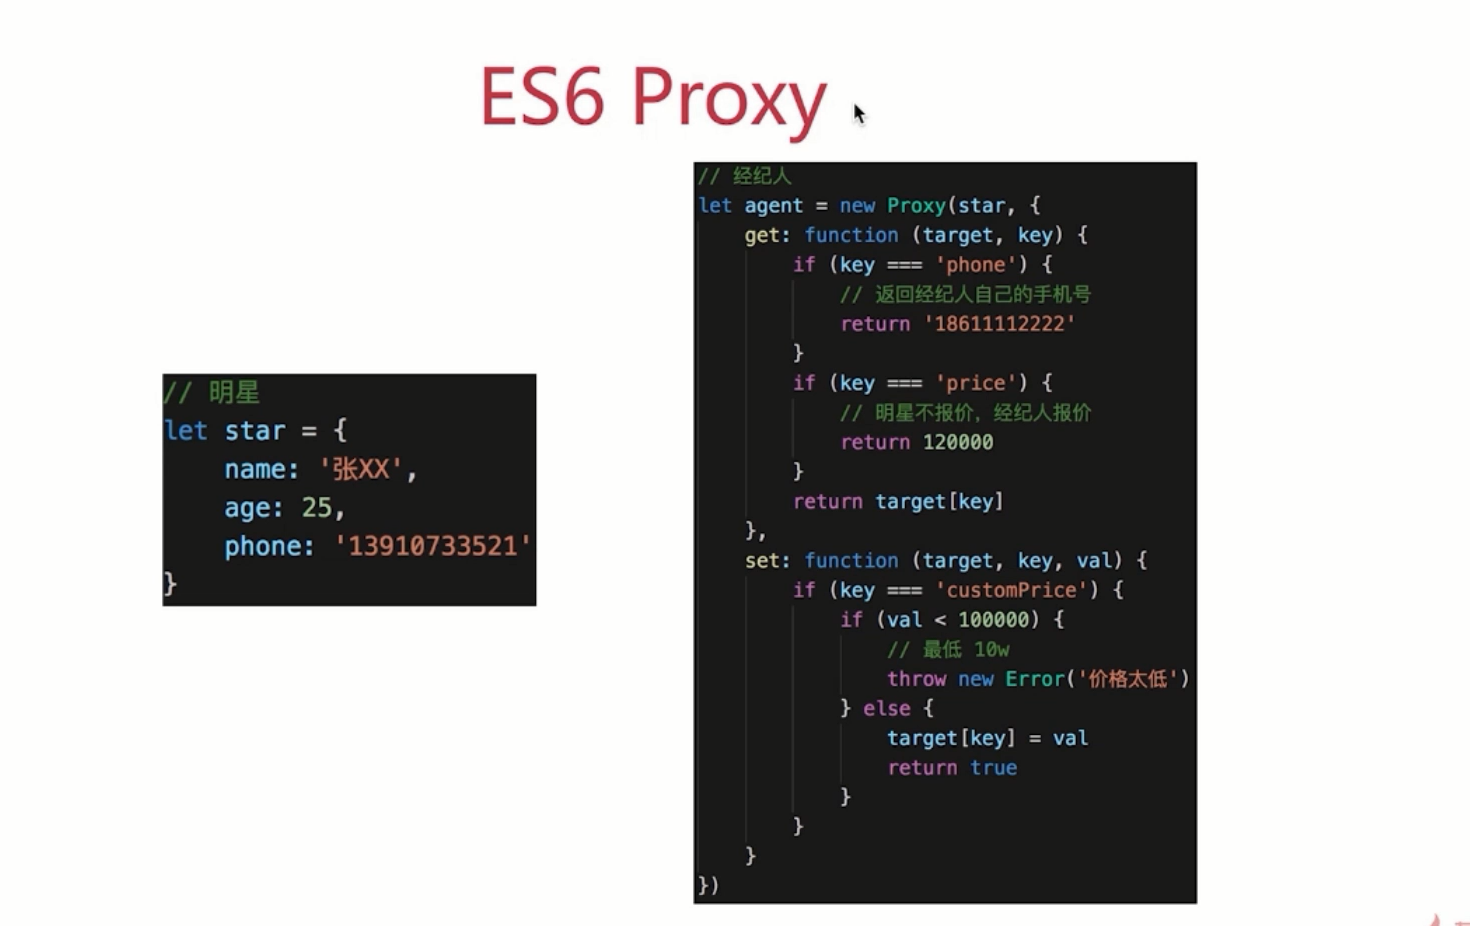 ES6 Proxy
// 明星
let star = {
    name: '张XX',
    age: 25,
    phone: '13910733521'
}
// 经纪人
let agent = new Proxy(star, {
    get: function (target, key) {
        if (key === 'phone') {
            // 返回经纪人自己的手机号
            return '18611112222'
        }
        if (key === 'price') {
            // 明星不报价，经纪人报价
            return 120000
        }
        return target[key]
    },
    set: function (target, key, val) {
        if (key === 'customPrice') {
            if (val < 100000) {
                // 最低 10w
                throw new Error('价格太低')
            } else {
                target[key] = val
                return true
            }
        }
    }
})